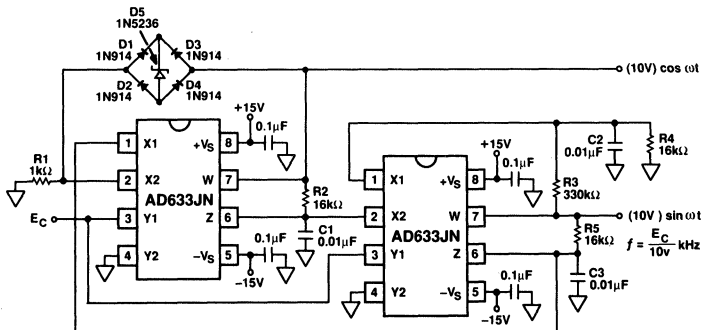 D5
1N5236
D1
1N914
D3
1N914
D2
1N914
D4
1N914
(10V) cos ωt
+15V
0.1μF
1 X1 +VS 8
R1
1kΩ
2 X2 W 7
AD633JN
EC
3 Y1 Z 6
4 Y2 –VS 5
R2
16kΩ
C1
0.01μF
0.1μF
–15V
+15V
0.1μF
1 X1 +VS 8
2 X2 W 7
AD633JN
3 Y1 Z 6
4 Y2 –VS 5
0.1μF
–15V
C2
0.01μF
R4
16kΩ
R3
330kΩ
(10V ) sin ωt
R5
16kΩ
f = EC/10v kHz
C3
0.01μF